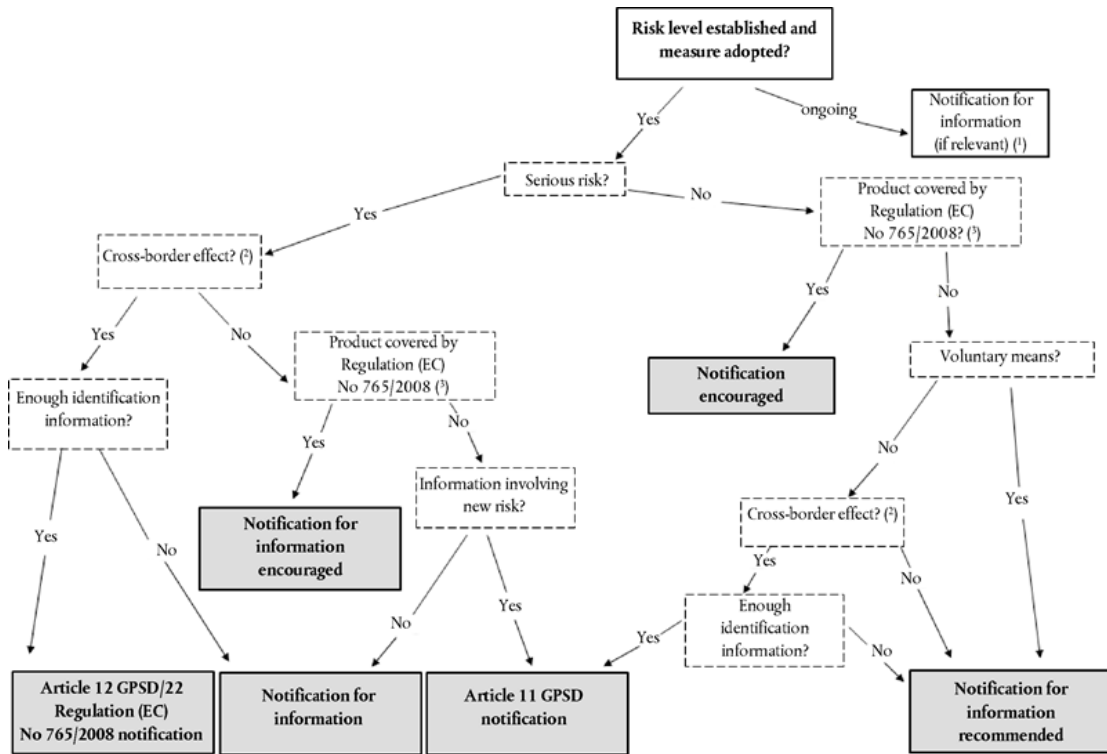 Risk level established and
measure adopted?
Yes
ongoing
Notification for
information
(if relevant) (¹)
Serious risk?
Yes
No
Product covered by
Regulation (EC)
No 765/2008? (³)
Cross-border effect? (²)
Yes
No
Yes
No
Product covered by
Regulation (EC)
No 765/2008 (³)
Voluntary means?
Enough identification
information?
Notification
encouraged
Yes
No
No
Yes
Information involving
new risk?
Yes
No
Notification for
information
encouraged
Cross-border effect? (²)
Yes
No
No
Yes
Enough
identification
information?
Yes
No
Article 12 GPSD/22
Regulation (EC)
No 765/2008 notification
Notification for
information
Article 11 GPSD
notification
Notification for
information
recommended